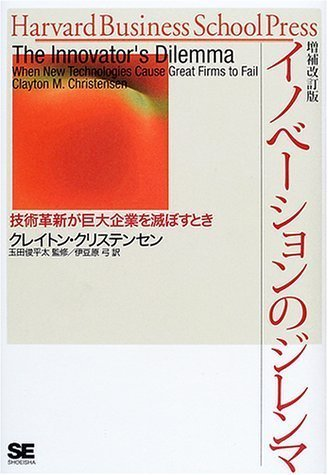 Harvard Business School Press
The Innovator's Dilemma
When New Technologies Cause Great Firms to Fail
Clayton M. Christensen
増補改訂版
イノベーションのジレンマ
技術革新が巨大企業を滅ぼすとき
クレイトン・クリステンセン
玉田俊平太 監修/伊豆原 弓 訳
SE
SHOEISHA